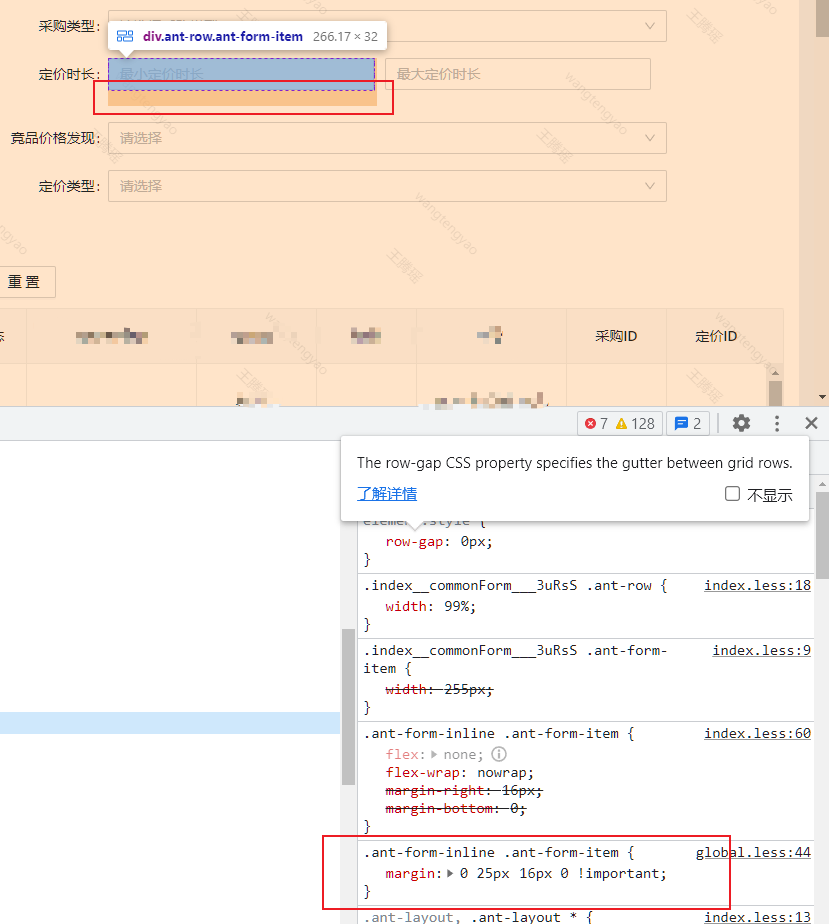 采购类型:
div.ant-row.ant-form-item 266.17 × 32
定价时长: 最小定价时长 最大定价时长
竟品价格发现: 请选择
定价类型: 请选择
重 置
采购ID 定价ID
7 128 2
The row-gap CSS property specifies the gutter between grid rows.
了解详情 不显示
element.style {
row-gap: 0px;
}
.index__commonForm___3uRsS .ant-row { index.less:18
width: 99%;
}
.index__commonForm___3uRsS .ant-form- index.less:9
item {
width: 255px;
}
.ant-form-inline .ant-form-item { index.less:60
flex: none;
flex-wrap: nowrap;
margin-right: 16px;
margin-bottom: 0;
}
.ant-form-inline .ant-form-item { global.less:44
margin: 0 25px 16px 0 !important;
}
.ant-layout, .ant-layout * { index.less:13
王腾瑶
wangtengyao